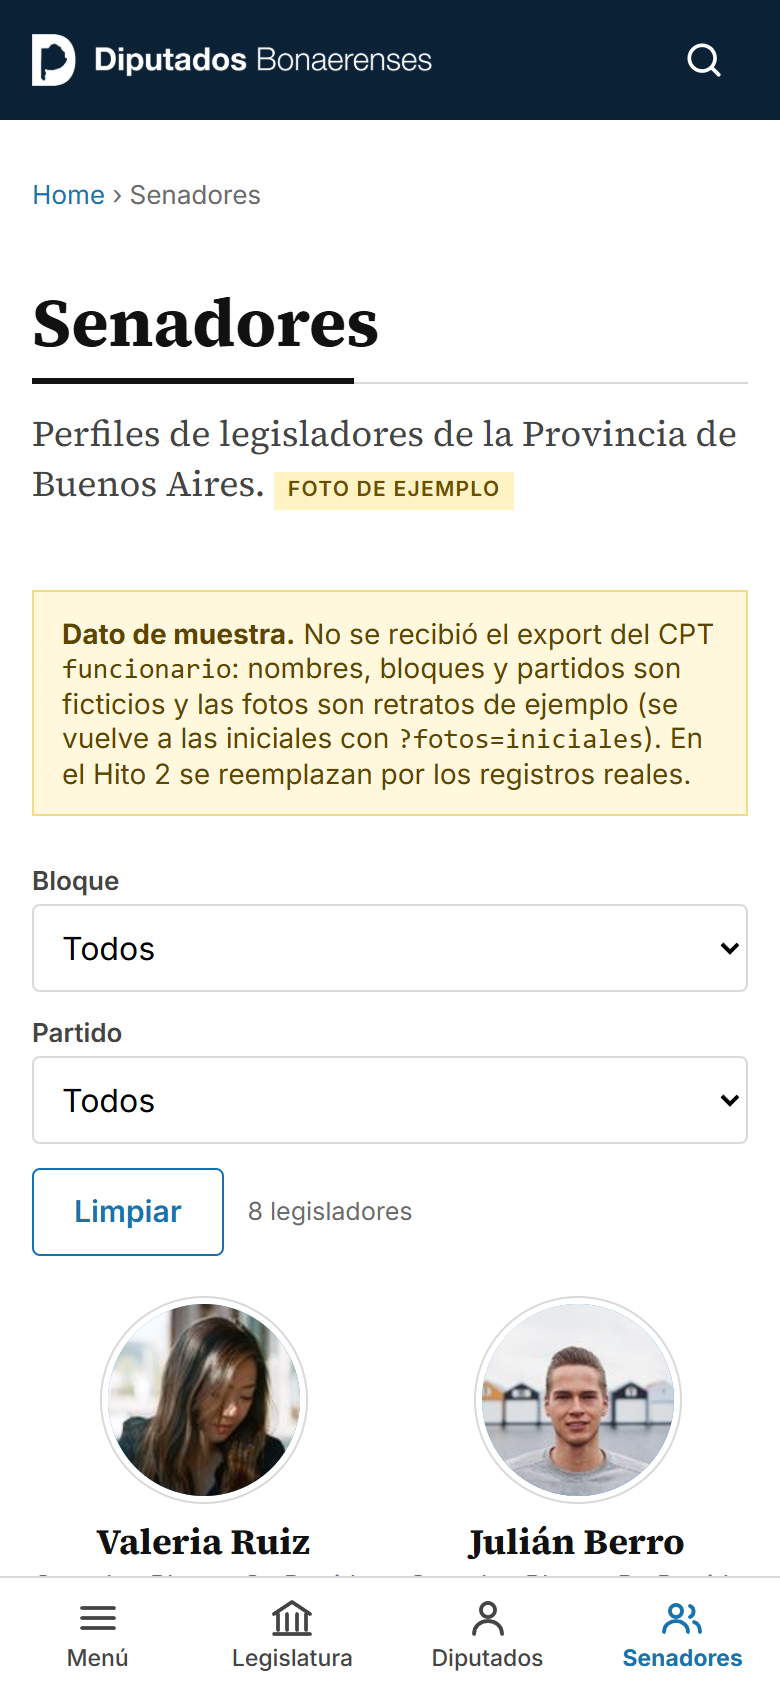 Diputados Bonaerenses
Home › Senadores
Senadores
Perfiles de legisladores de la Provincia de
Buenos Aires. FOTO DE EJEMPLO
Dato de muestra. No se recibió el export del CPT
funcionario: nombres, bloques y partidos son
ficticios y las fotos son retratos de ejemplo (se
vuelve a las iniciales con ?fotos=iniciales). En
el Hito 2 se reemplazan por los registros reales.
Bloque
Todos
Partido
Todos
Limpiar 8 legisladores
Valeria Ruiz Julián Berro
Menú Legislatura Diputados Senadores